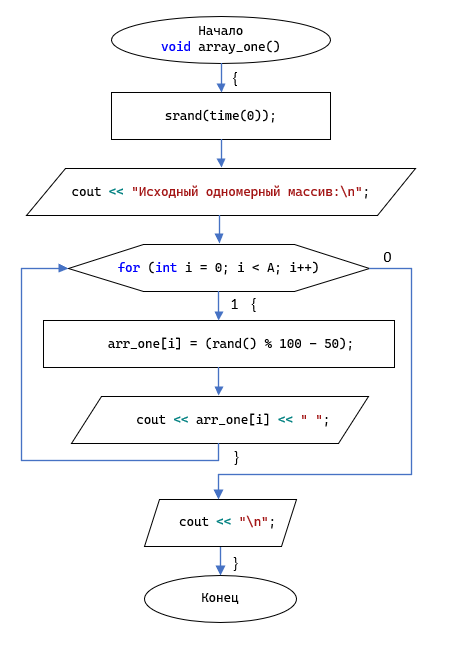 Начало
void array_one()
{
srand(time(0));
cout << "Исходный одномерный массив:\n";
for (int i = 0; i < A; i++)
0
1 {
arr_one[i] = (rand() % 100 - 50);
cout << arr_one[i] << " ";
}
cout << "\n";
}
Конец